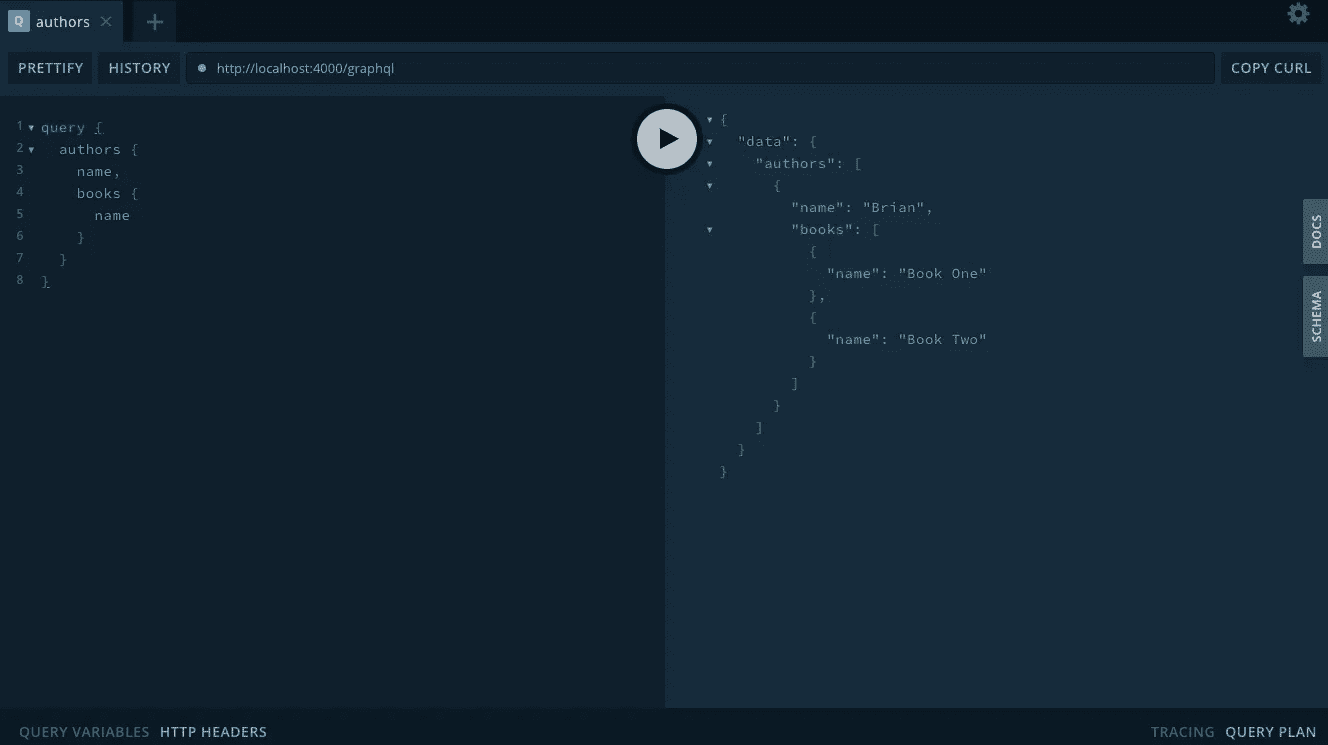 Q authors
PRETTIFY HISTORY http://localhost:4000/graphql COPY CURL
1 query {
2 authors {
3 name,
4 books {
5 name
6 }
7 }
8 }
{
"data": {
"authors": [
{
"name": "Brian",
"books": [
{
"name": "Book One"
},
{
"name": "Book Two"
}
]
}
]
}
}
DOCS
SCHEMA
QUERY VARIABLES HTTP HEADERS TRACING QUERY PLAN